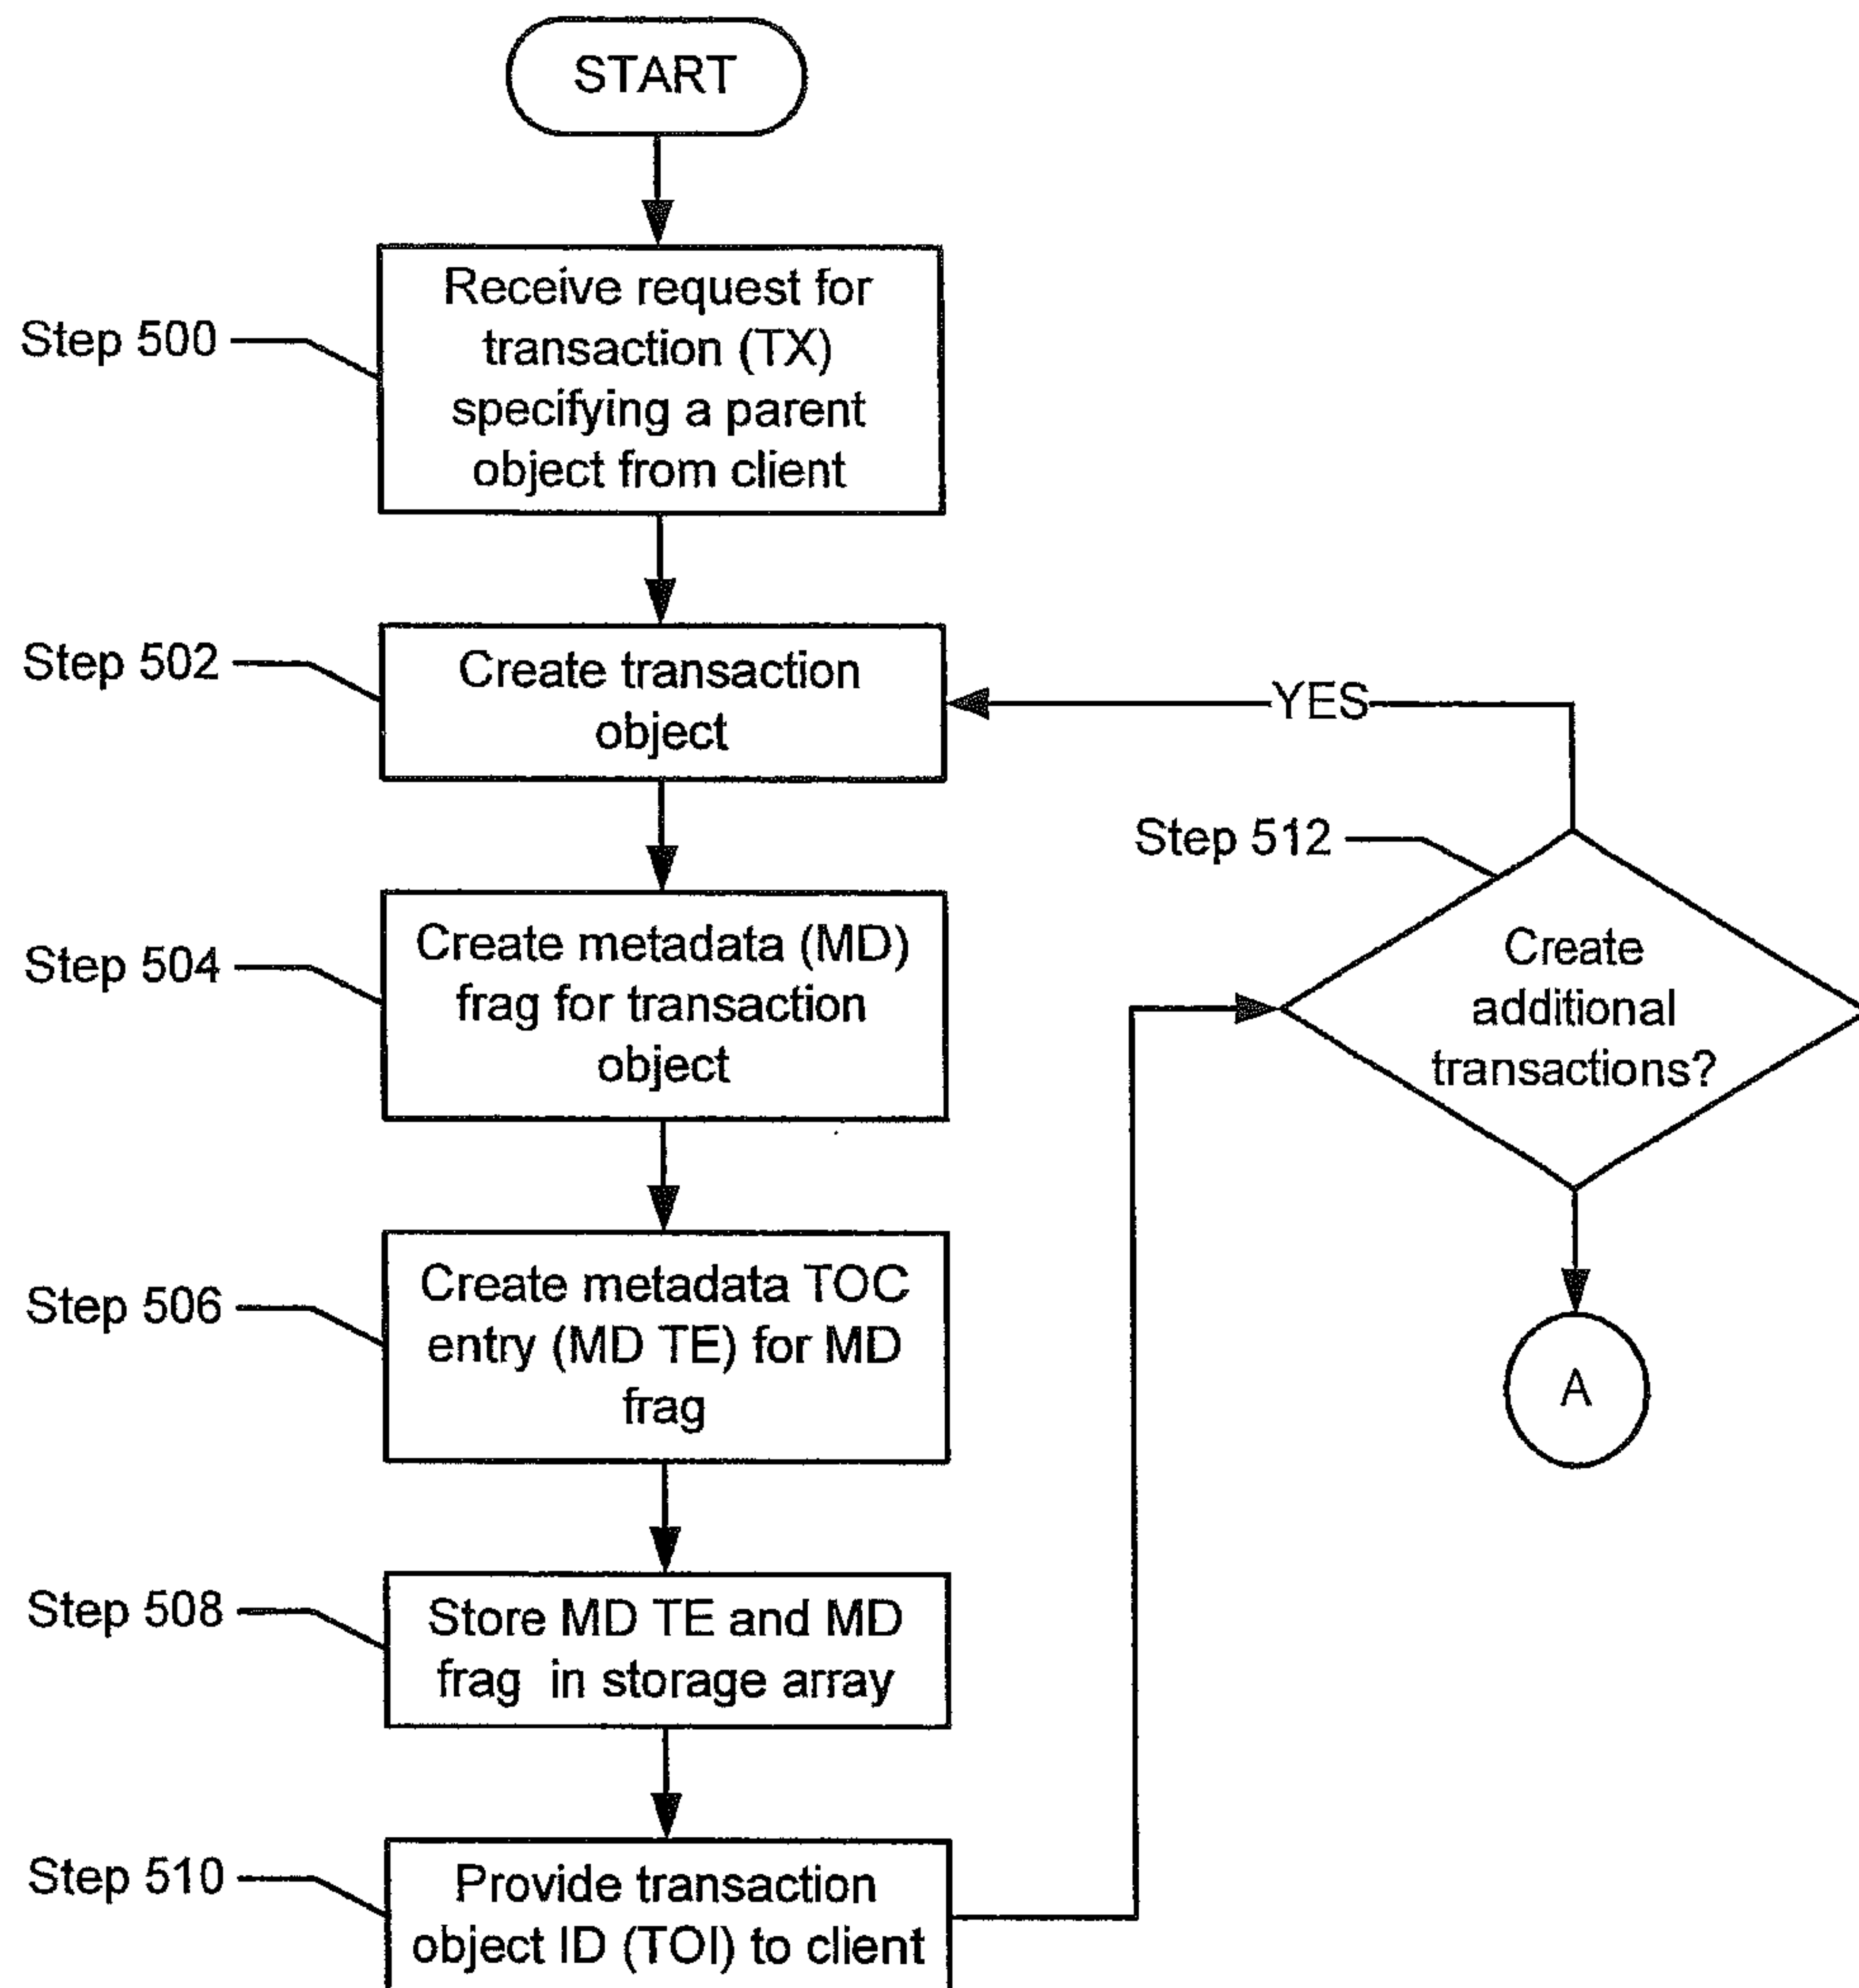 START
Step 500
Receive request for
transaction (TX)
specifying a parent
object from client
Step 502
Create transaction
object
YES
Step 504
Create metadata (MD)
frag for transaction
object
Step 506
Create metadata TOC
entry (MD TE) for MD
frag
Step 508
Store MD TE and MD
frag in storage array
Step 510
Provide transaction
object ID (TOI) to client
Step 512
Create
additional
transactions?
A